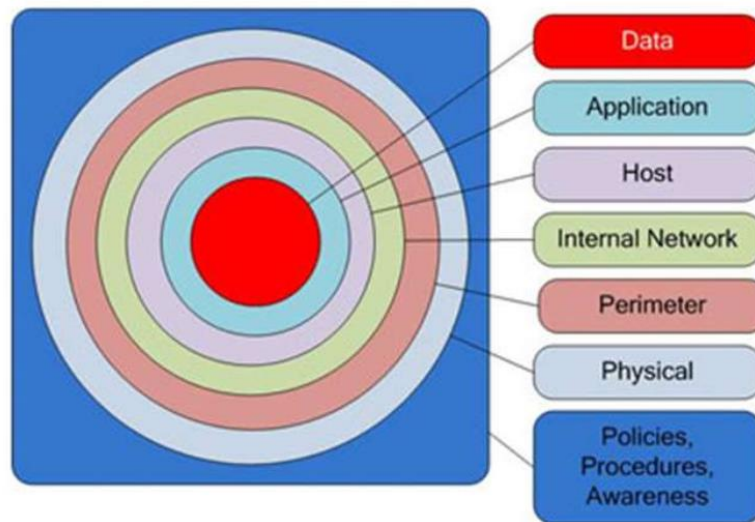 Data
Application
Host
Internal Network
Perimeter
Physical
Policies,
Procedures,
Awareness